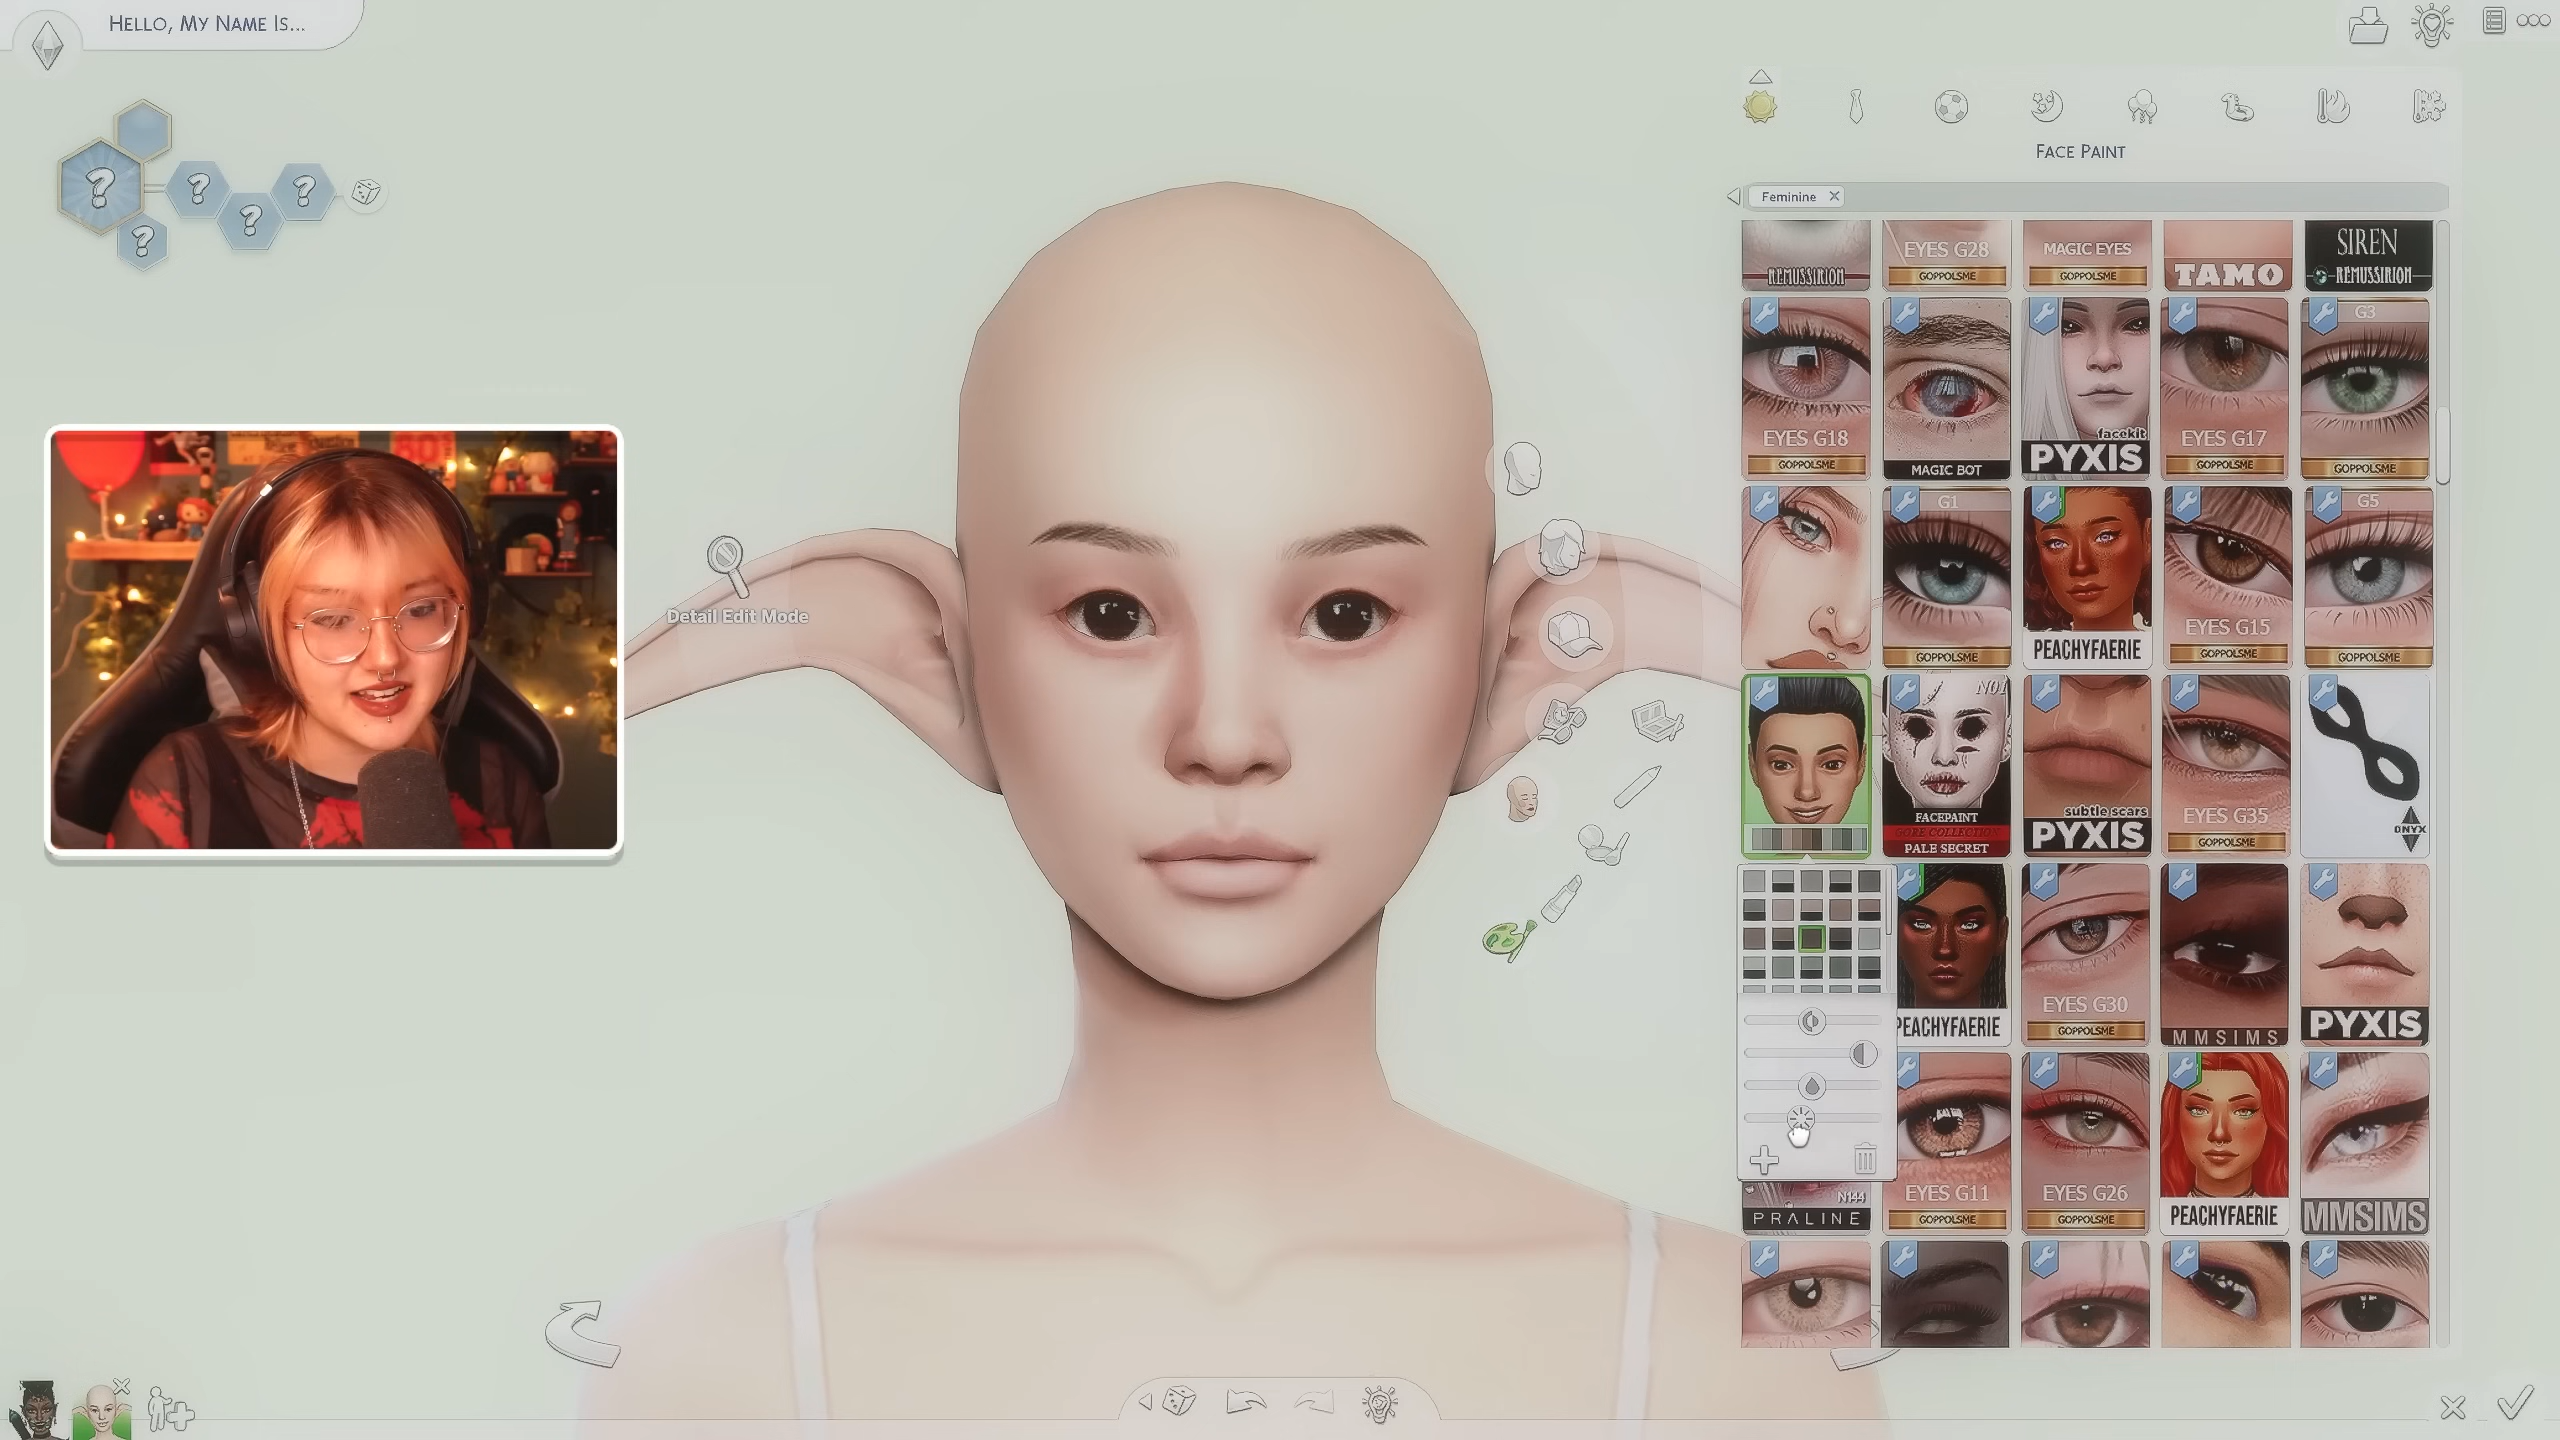 Hello, My Name Is...
Face Paint
Feminine
REMUSSIRION
EYES G28
GOPPOLSME
MAGIC EYES
GOPPOLSME
TAMO
SIREN
REMUSSIRION
EYES G18
GOPPOLSME
MAGIC BOT
facekit
PYXIS
EYES G17
GOPPOLSME
G3
GOPPOLSME
G1
GOPPOLSME
PEACHYFAERIE
EYES G15
GOPPOLSME
G5
GOPPOLSME
Detail Edit Mode
N01
FACEPAINT
GORE COLLECTION
PALE SECRET
subtle scars
PYXIS
EYES G35
GOPPOLSME
ONYX
PEACHYFAERIE
EYES G30
GOPPOLSME
MMSIMS
PYXIS
N144
PRALINE
EYES G11
GOPPOLSME
EYES G26
GOPPOLSME
PEACHYFAERIE
MMSIMS